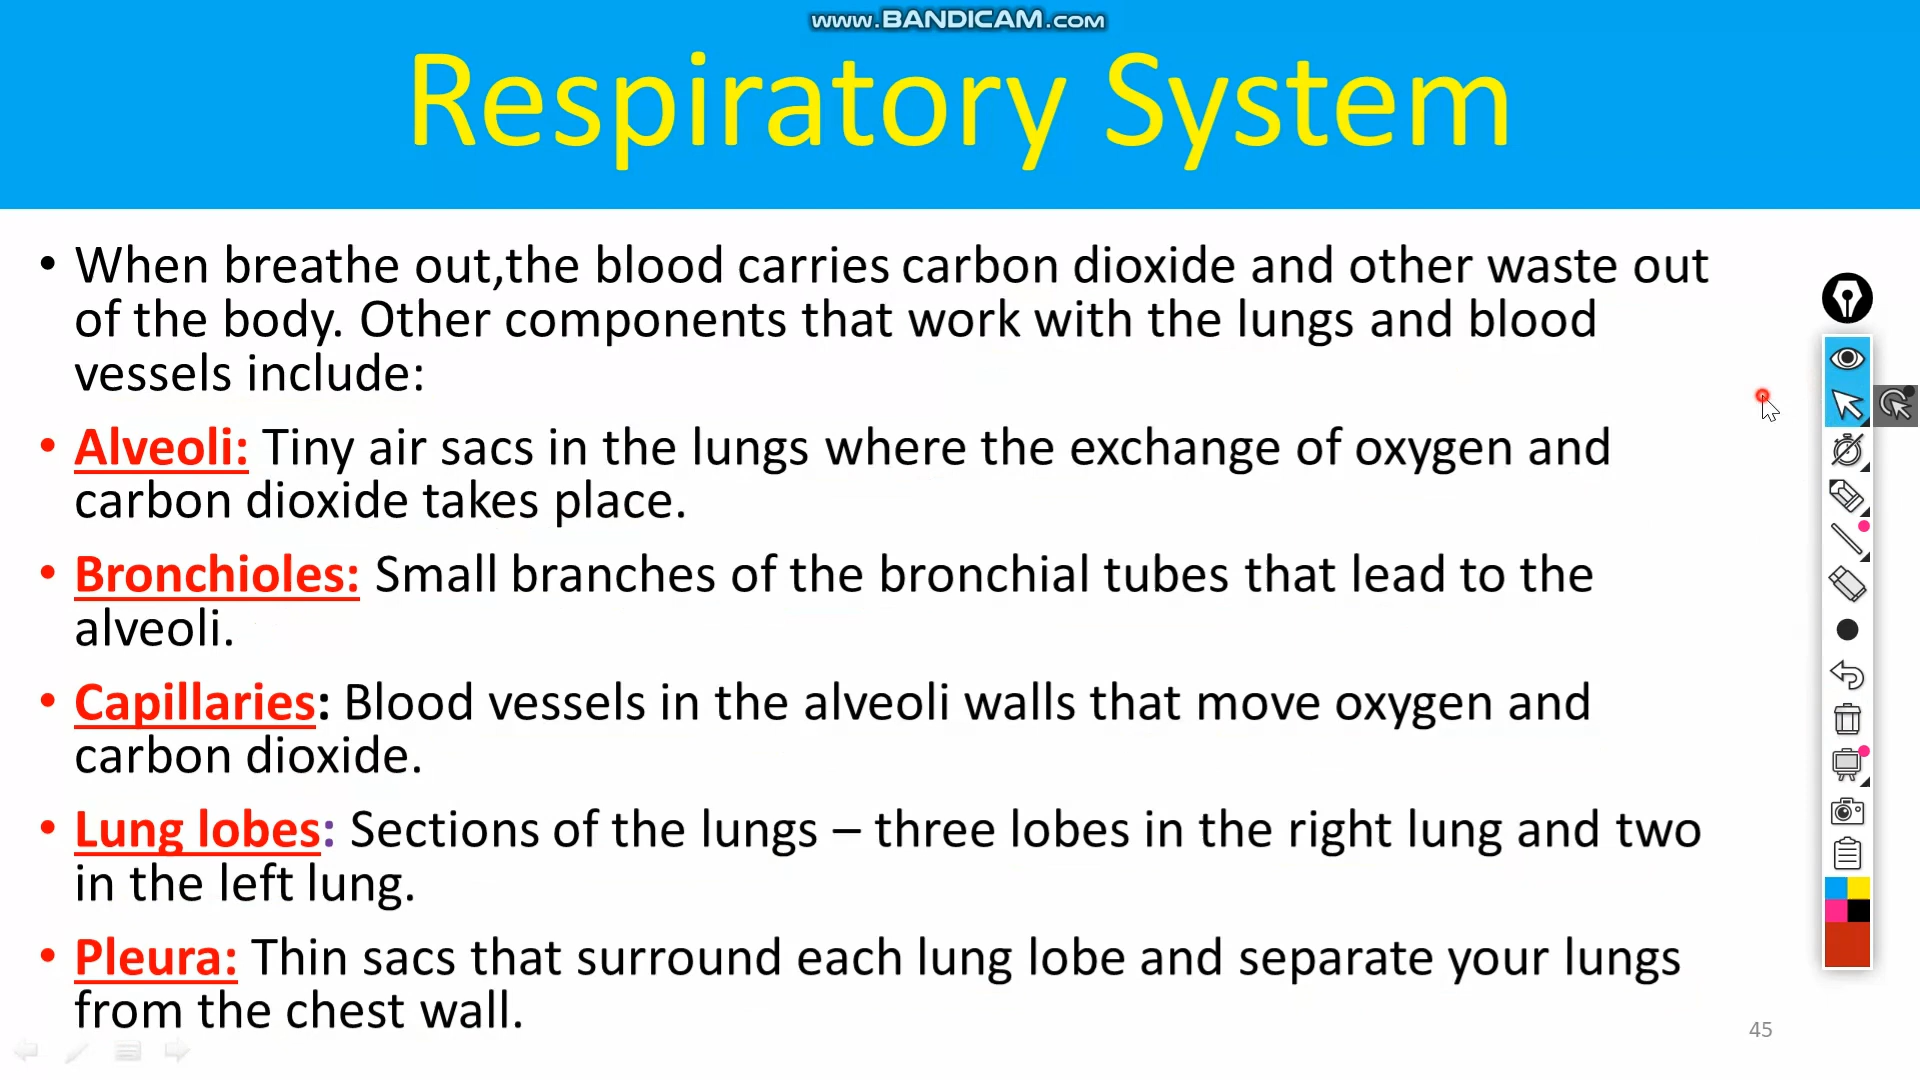 www.BANDICAM.com
Respiratory System
• When breathe out,the blood carries carbon dioxide and other waste out
of the body. Other components that work with the lungs and blood
vessels include:
• Alveoli: Tiny air sacs in the lungs where the exchange of oxygen and
carbon dioxide takes place.
• Bronchioles: Small branches of the bronchial tubes that lead to the
alveoli.
• Capillaries: Blood vessels in the alveoli walls that move oxygen and
carbon dioxide.
• Lung lobes: Sections of the lungs – three lobes in the right lung and two
in the left lung.
• Pleura: Thin sacs that surround each lung lobe and separate your lungs
from the chest wall.
45